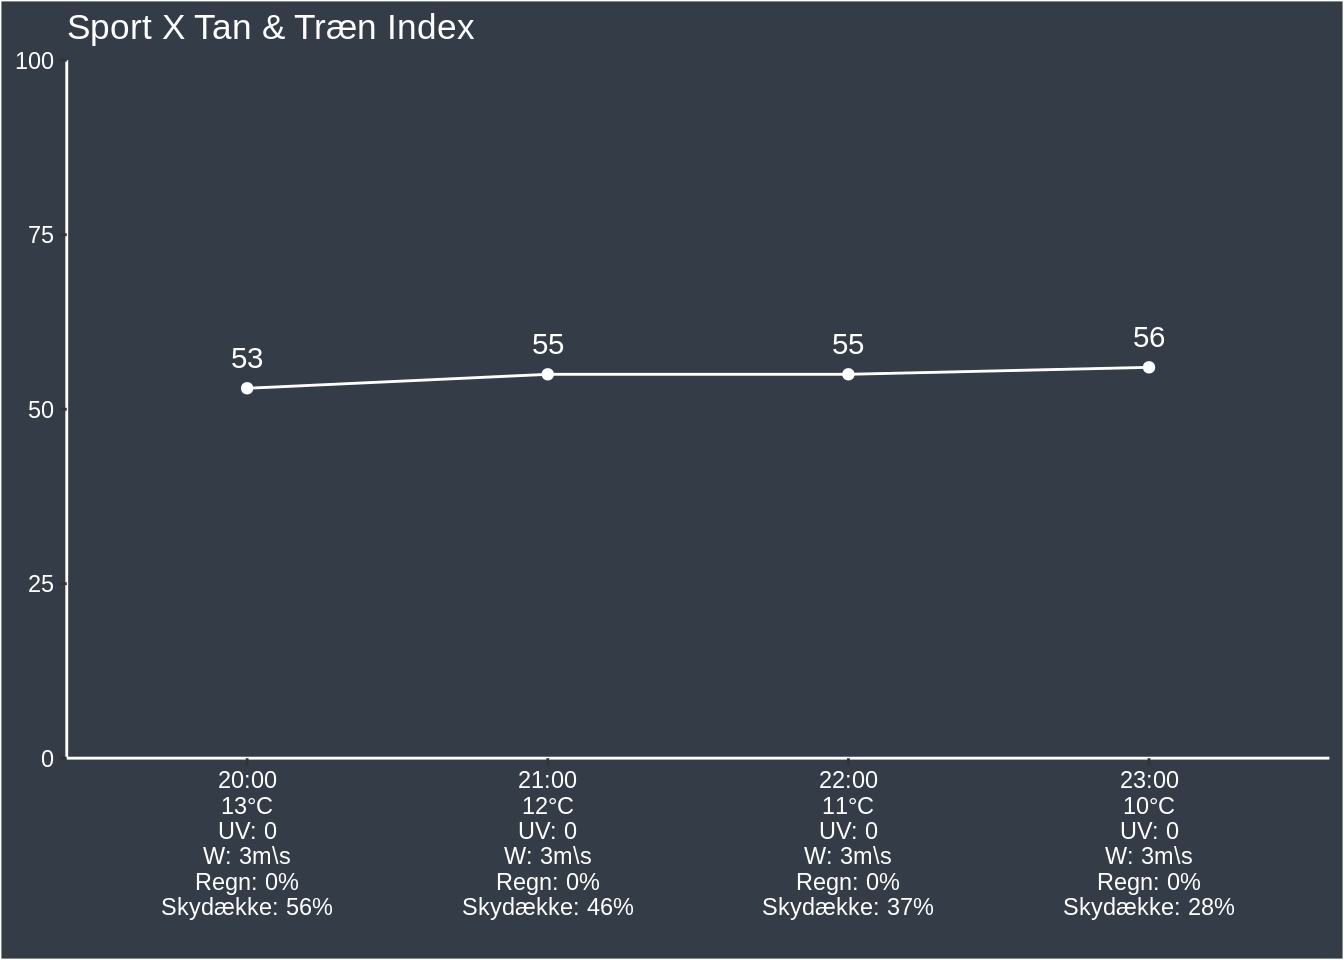 Sport X Tan & Træn Index
100
75
50
25
0
53
55
55
56
20:00
13°C
UV: 0
W: 3m\s
Regn: 0%
Skydække: 56%
21:00
12°C
UV: 0
W: 3m\s
Regn: 0%
Skydække: 46%
22:00
11°C
UV: 0
W: 3m\s
Regn: 0%
Skydække: 37%
23:00
10°C
UV: 0
W: 3m\s
Regn: 0%
Skydække: 28%